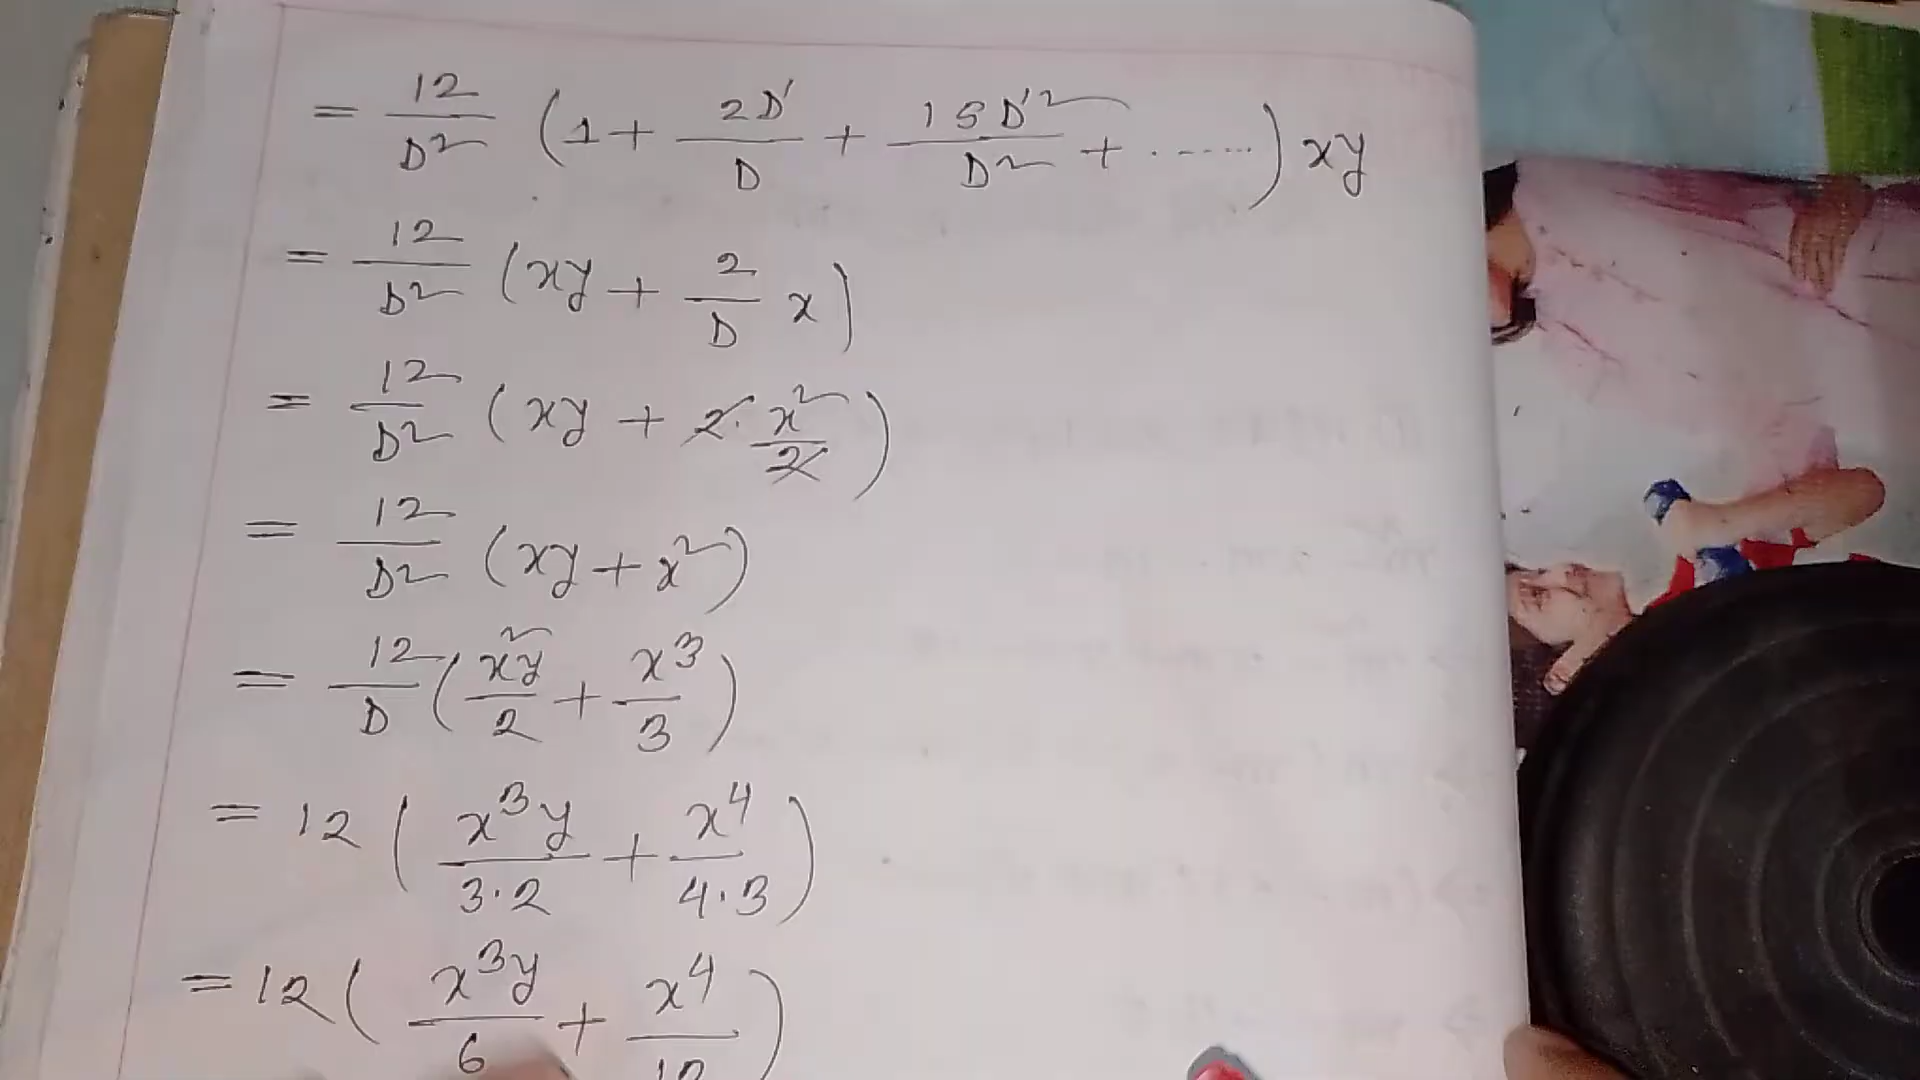 = 12/D² (1 + 2D'/D + 15D'²/D² + ......) xy
= 12/D² (xy + 2/D x)
= 12/D² (xy + 2·x²/2)
= 12/D² (xy + x²)
= 12/D (x²y/2 + x³/3)
= 12 (x³y/3·2 + x⁴/4·3)
= 12 (x³y/6 + x⁴/12)